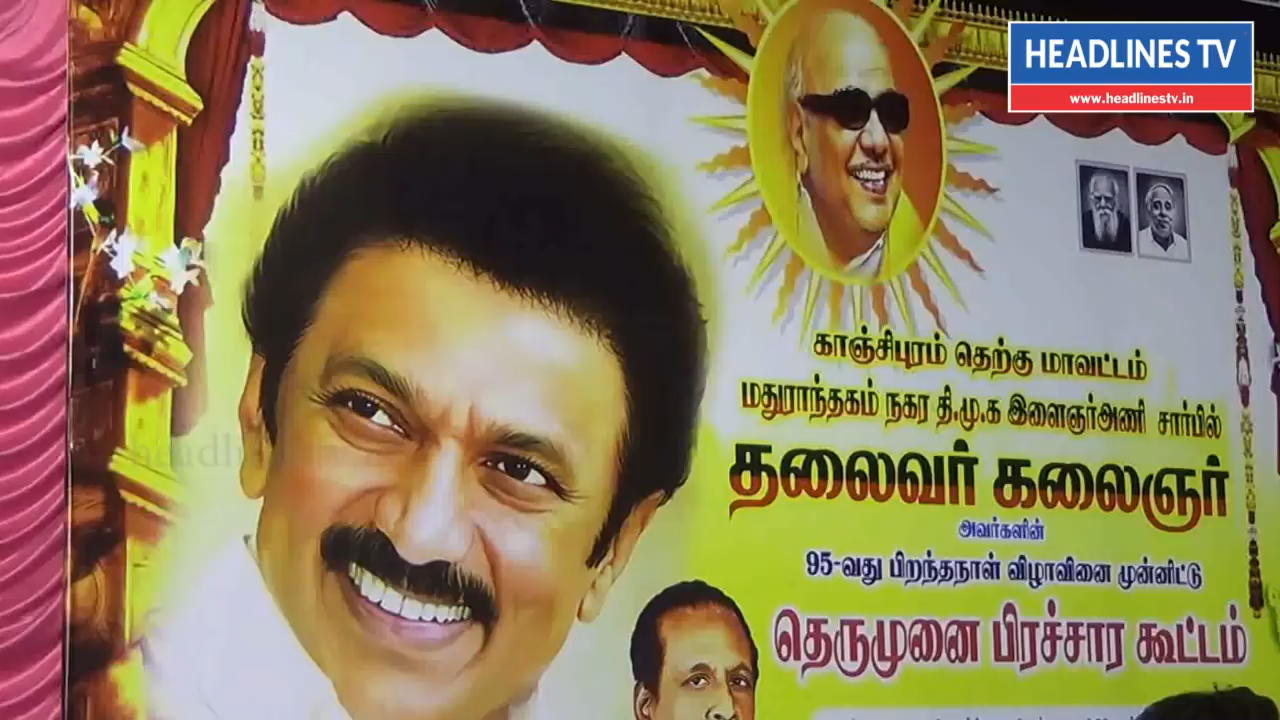 HEADLINES TV
www.headlinestv.in
காஞ்சிபுரம் தெற்கு மாவட்டம்
மதுராந்தகம் நகர தி.மு.க இளைஞர்அணி சார்பில்
தலைவர் கலைஞர்
அவர்களின்
95-வது பிறந்தநாள் விழாவினை முன்னிட்டு
தெருமுனை பிரச்சார கூட்டம்